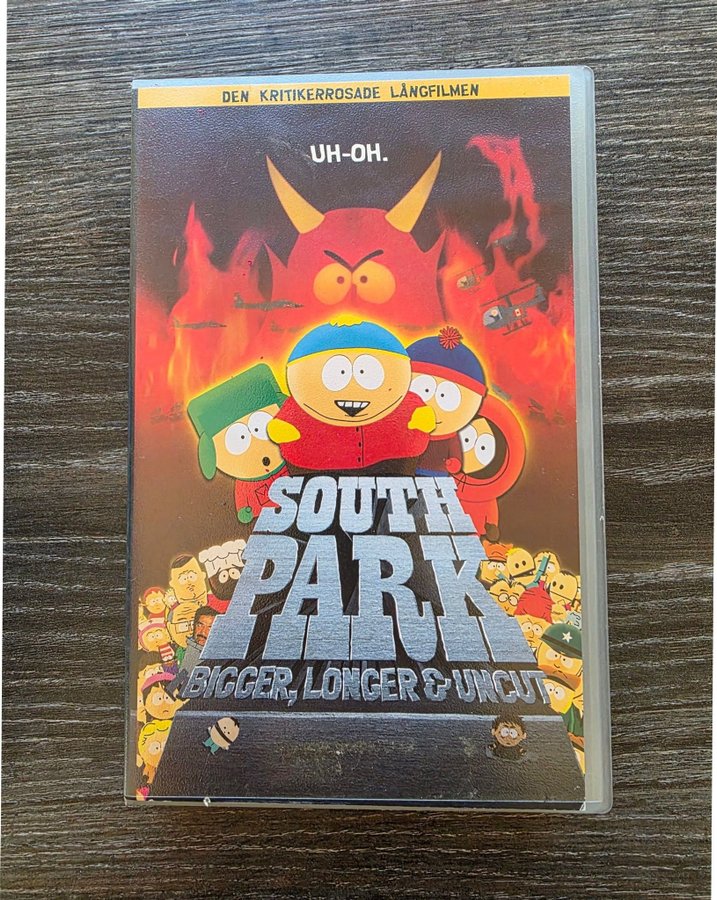 DEN KRITIKERROSADE LÅNGFILMEN
UH-OH.
SOUTH
PARK
BIGGER, LONGER & UNCUT